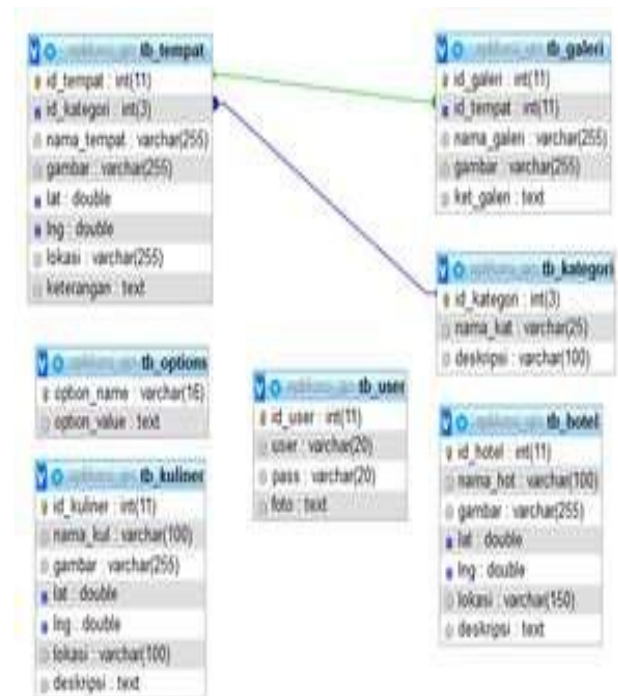 tb_tempat
id_tempat : int(11)
id_kategori : int(3)
nama_tempat : varchar(255)
gambar : varchar(255)
lat : double
lng : double
lokasi : varchar(255)
keterangan : text
tb_galeri
id_galeri : int(11)
id_tempat : int(11)
nama_galeri : varchar(255)
gambar : varchar(255)
ket_galeri : text
tb_kategori
id_kategori : int(3)
nama_kat : varchar(25)
deskripsi : varchar(100)
tb_options
option_name : varchar(16)
option_value : text
tb_user
id_user : int(11)
user : varchar(20)
pass : varchar(20)
foto : text
tb_kuliner
id_kuliner : int(11)
nama_kul : varchar(100)
gambar : varchar(255)
lat : double
lng : double
lokasi : varchar(100)
deskripsi : text
tb_hotel
id_hotel : int(11)
nama_hot : varchar(100)
gambar : varchar(255)
lat : double
lng : double
lokasi : varchar(150)
deskripsi : text